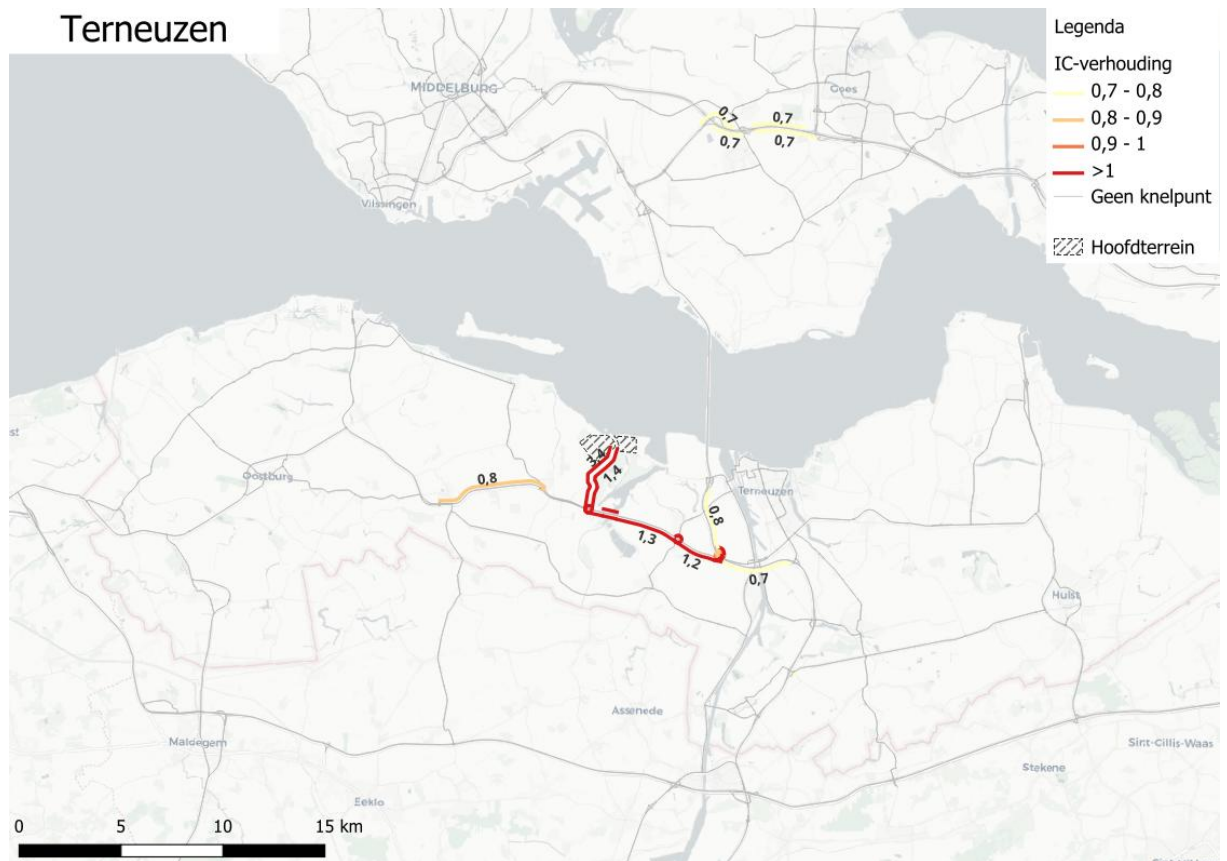 Terneuzen
Legenda
IC-verhouding
0,7 - 0,8
0,8 - 0,9
0,9 - 1
>1
Geen knelpunt
Hoofdterrein
MIDDELBURG
Goes
0,7
0,7
0,7
0,7
Vlissingen
Oostburg
0,8
3,4
1,4
Terneuzen
0,8
1,3
1,2
0,7
Hulst
Assenede
Maldegem
Sint-Gillis-Waas
Stekene
Eeklo
0 5 10 15 km